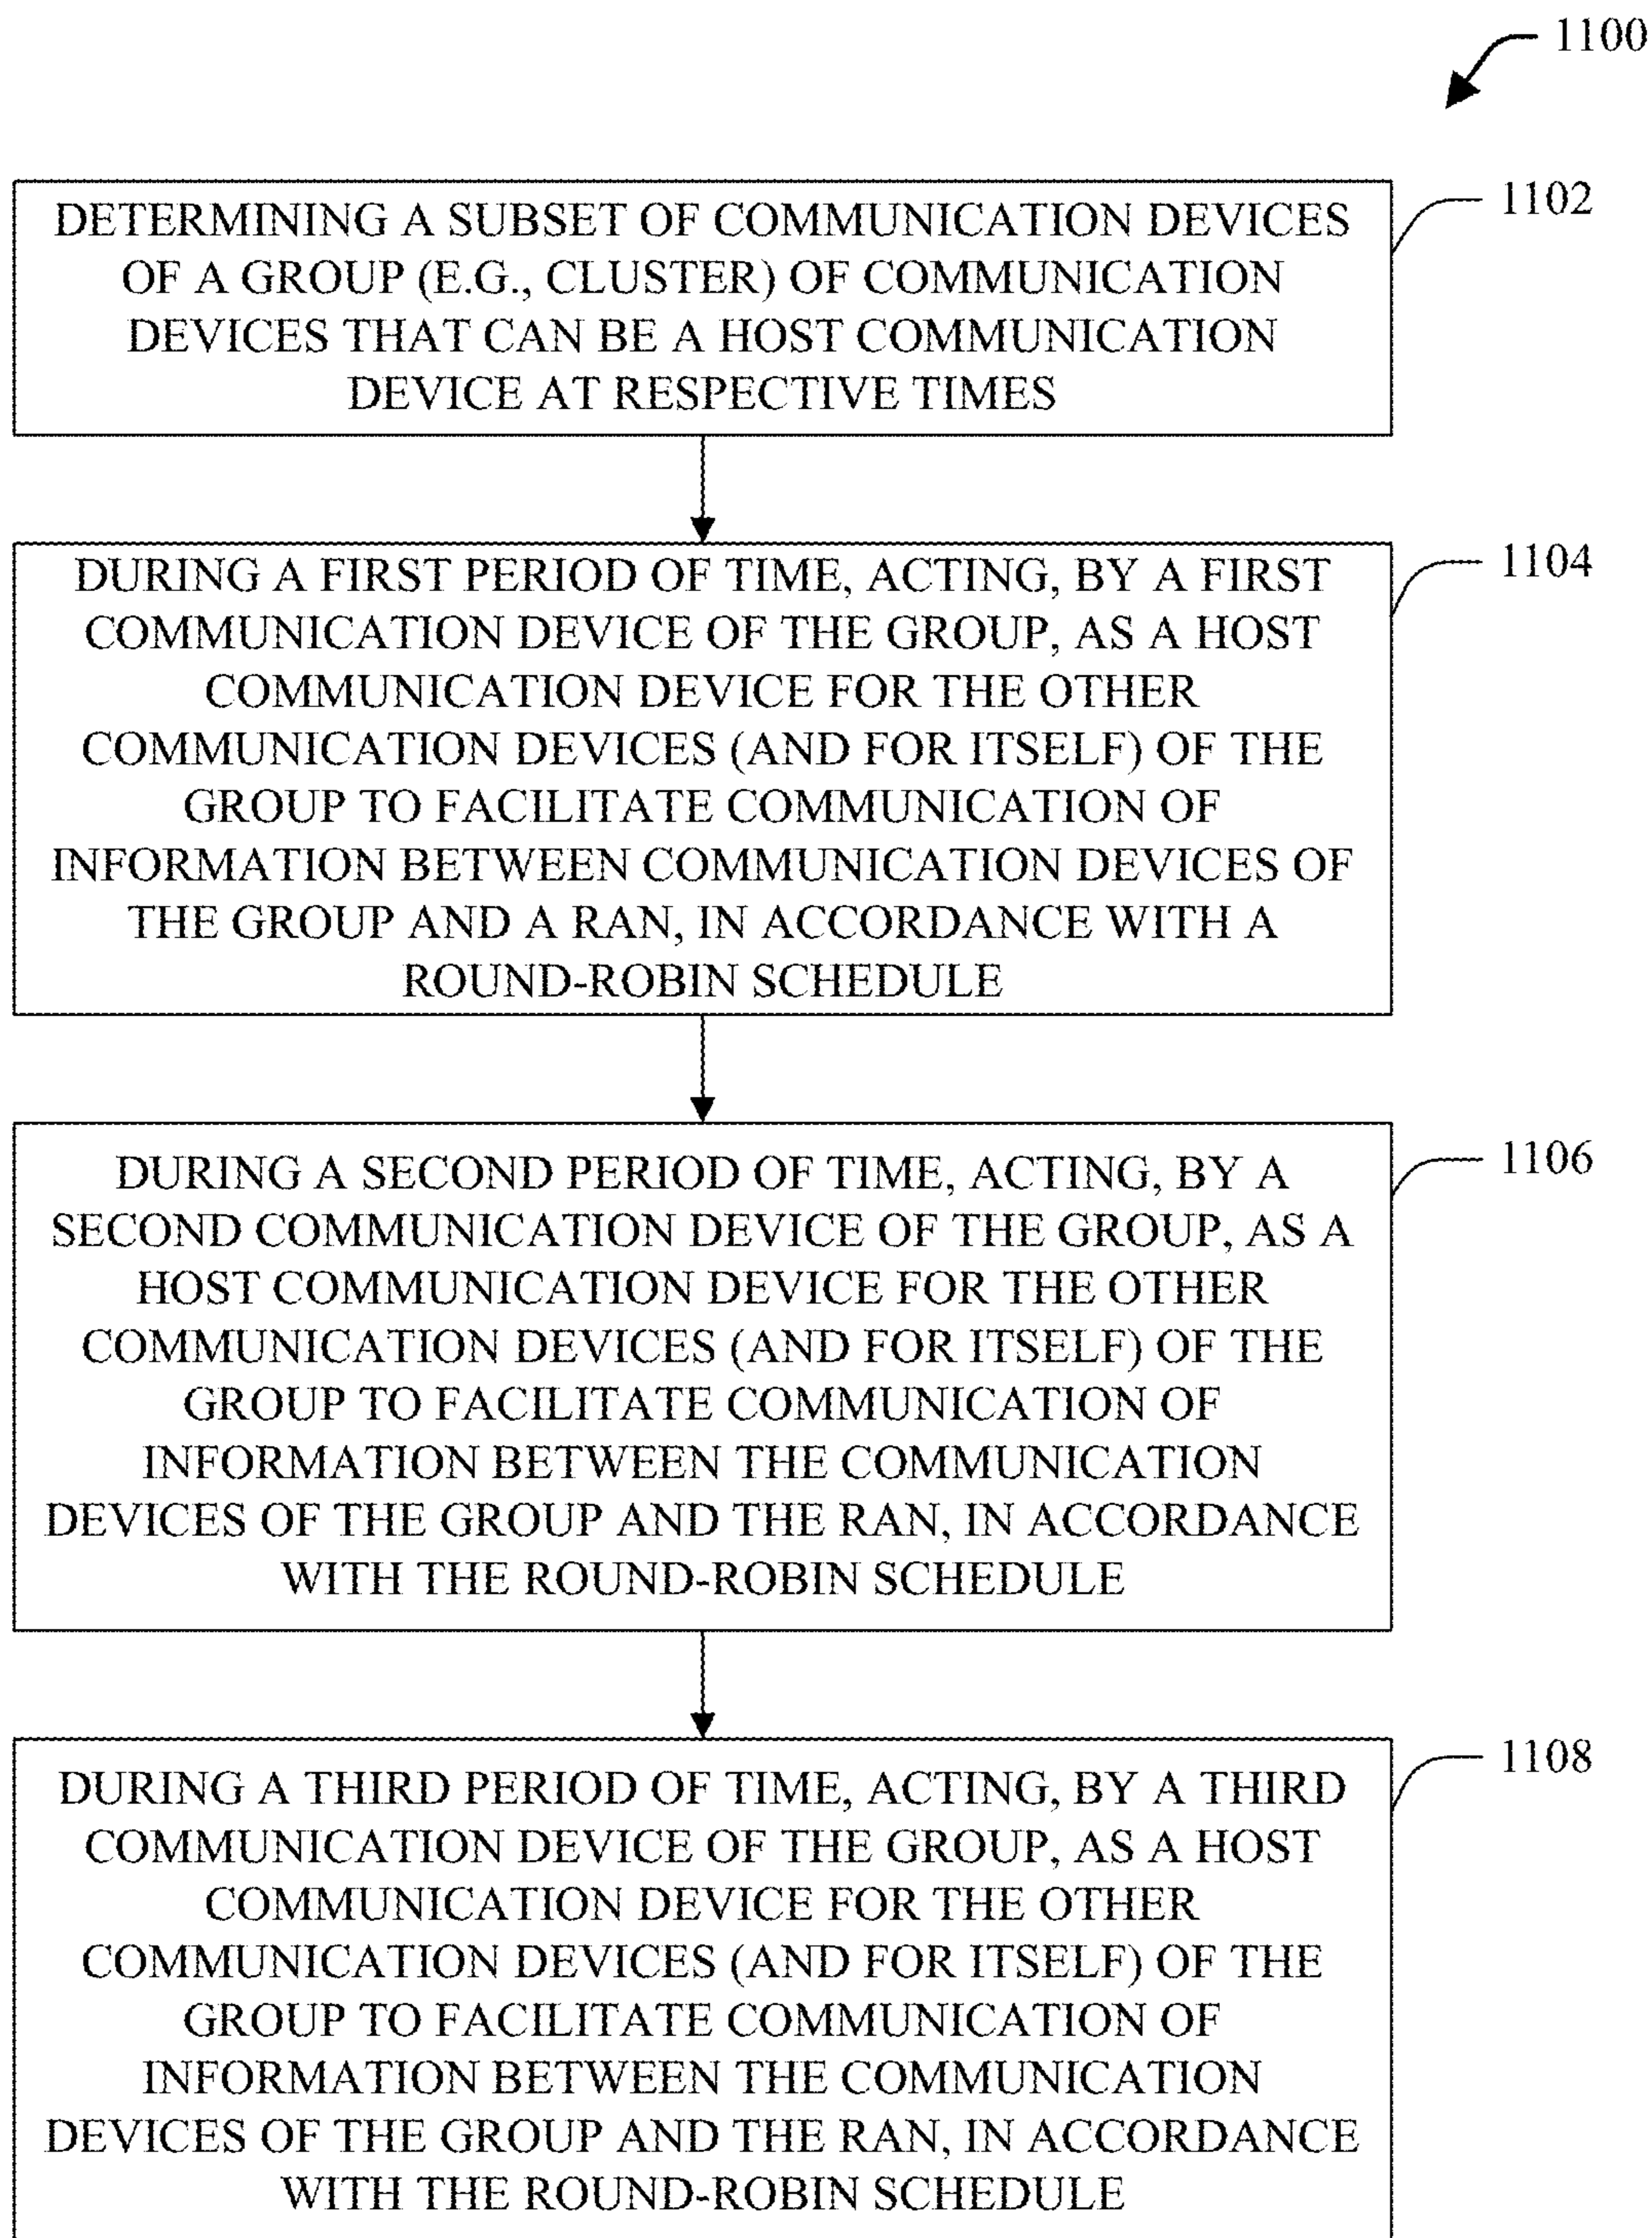 1100
1102
DETERMINING A SUBSET OF COMMUNICATION DEVICES
OF A GROUP (E.G., CLUSTER) OF COMMUNICATION
DEVICES THAT CAN BE A HOST COMMUNICATION
DEVICE AT RESPECTIVE TIMES
1104
DURING A FIRST PERIOD OF TIME, ACTING, BY A FIRST
COMMUNICATION DEVICE OF THE GROUP, AS A HOST
COMMUNICATION DEVICE FOR THE OTHER
COMMUNICATION DEVICES (AND FOR ITSELF) OF THE
GROUP TO FACILITATE COMMUNICATION OF
INFORMATION BETWEEN COMMUNICATION DEVICES OF
THE GROUP AND A RAN, IN ACCORDANCE WITH A
ROUND-ROBIN SCHEDULE
1106
DURING A SECOND PERIOD OF TIME, ACTING, BY A
SECOND COMMUNICATION DEVICE OF THE GROUP, AS A
HOST COMMUNICATION DEVICE FOR THE OTHER
COMMUNICATION DEVICES (AND FOR ITSELF) OF THE
GROUP TO FACILITATE COMMUNICATION OF
INFORMATION BETWEEN THE COMMUNICATION
DEVICES OF THE GROUP AND THE RAN, IN ACCORDANCE
WITH THE ROUND-ROBIN SCHEDULE
1108
DURING A THIRD PERIOD OF TIME, ACTING, BY A THIRD
COMMUNICATION DEVICE OF THE GROUP, AS A HOST
COMMUNICATION DEVICE FOR THE OTHER
COMMUNICATION DEVICES (AND FOR ITSELF) OF THE
GROUP TO FACILITATE COMMUNICATION OF
INFORMATION BETWEEN THE COMMUNICATION
DEVICES OF THE GROUP AND THE RAN, IN ACCORDANCE
WITH THE ROUND-ROBIN SCHEDULE